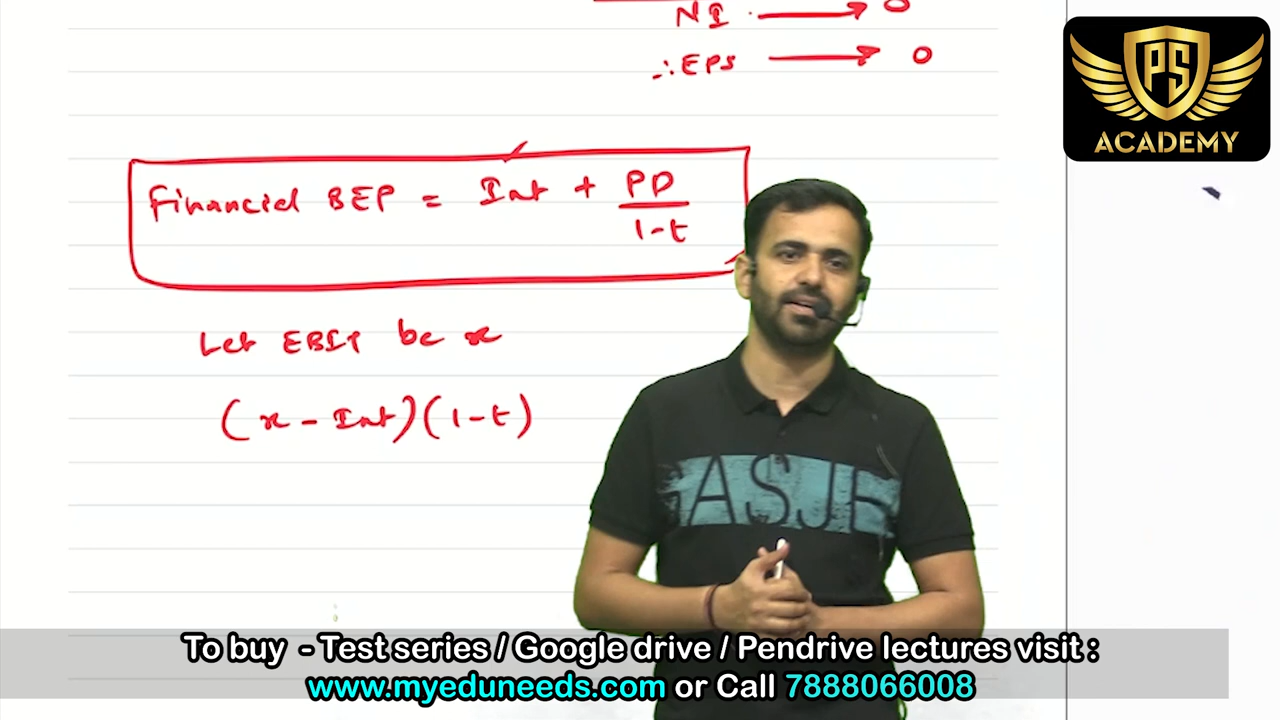 NI → 0
∴ EPS → 0
PS
ACADEMY
Financial BEP = Int + PD / 1-t
Let EBIT be x
(x - Int)(1-t)
ASJE
To buy - Test series / Google drive / Pendrive lectures visit :
www.myeduneeds.com or Call 7888066008